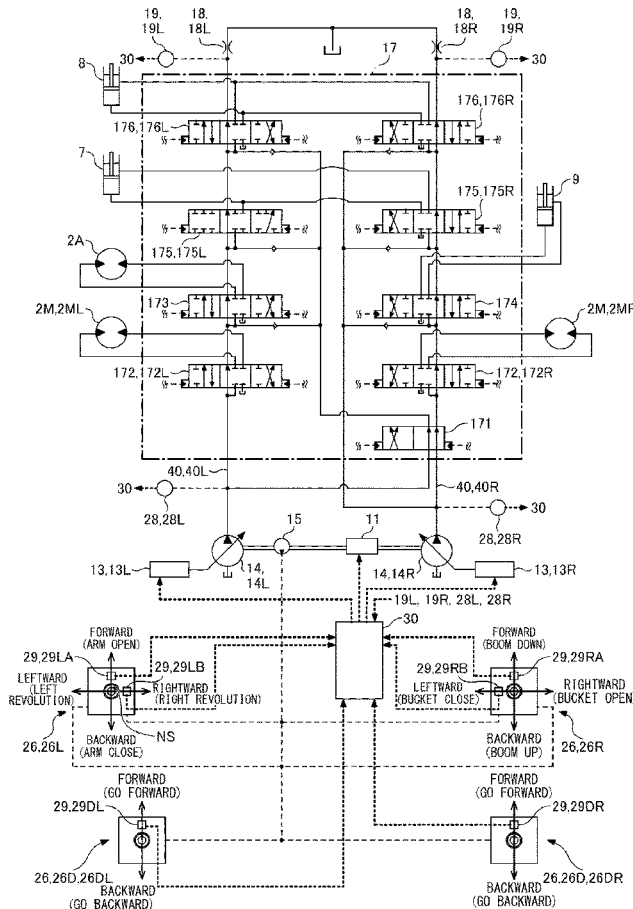 19, 19L
18, 18L
18, 18R
19, 19R
30
30
17
8
176,176L
176,176R
7
9
175,175L
175,175R
2A
173
174
2M,2ML
172,172L
172,172R
171
40,40L
40,40R
30
30
28,28L
28,28R
15
11
13,13L
14, 14L
14,14R
13,13R
19L, 19R, 28L, 28R
30
FORWARD
(ARM OPEN)
29,29LA
29,29LB
LEFTWARD
(LEFT
REVOLUTION)
RIGHTWARD
(RIGHT REVOLUTION)
BACKWARD
(ARM CLOSE)
NS
26,26L
FORWARD
(BOOM DOWN)
29,29RB
29,29RA
LEFTWARD
(BUCKET CLOSE)
RIGHTWARD
(BUCKET OPEN)
BACKWARD
(BOOM UP)
26,26R
FORWARD
(GO FORWARD)
29,29DL
BACKWARD
(GO BACKWARD)
26,26D,26DL
FORWARD
(GO FORWARD)
29,29DR
BACKWARD
(GO BACKWARD)
26,26D,26DR